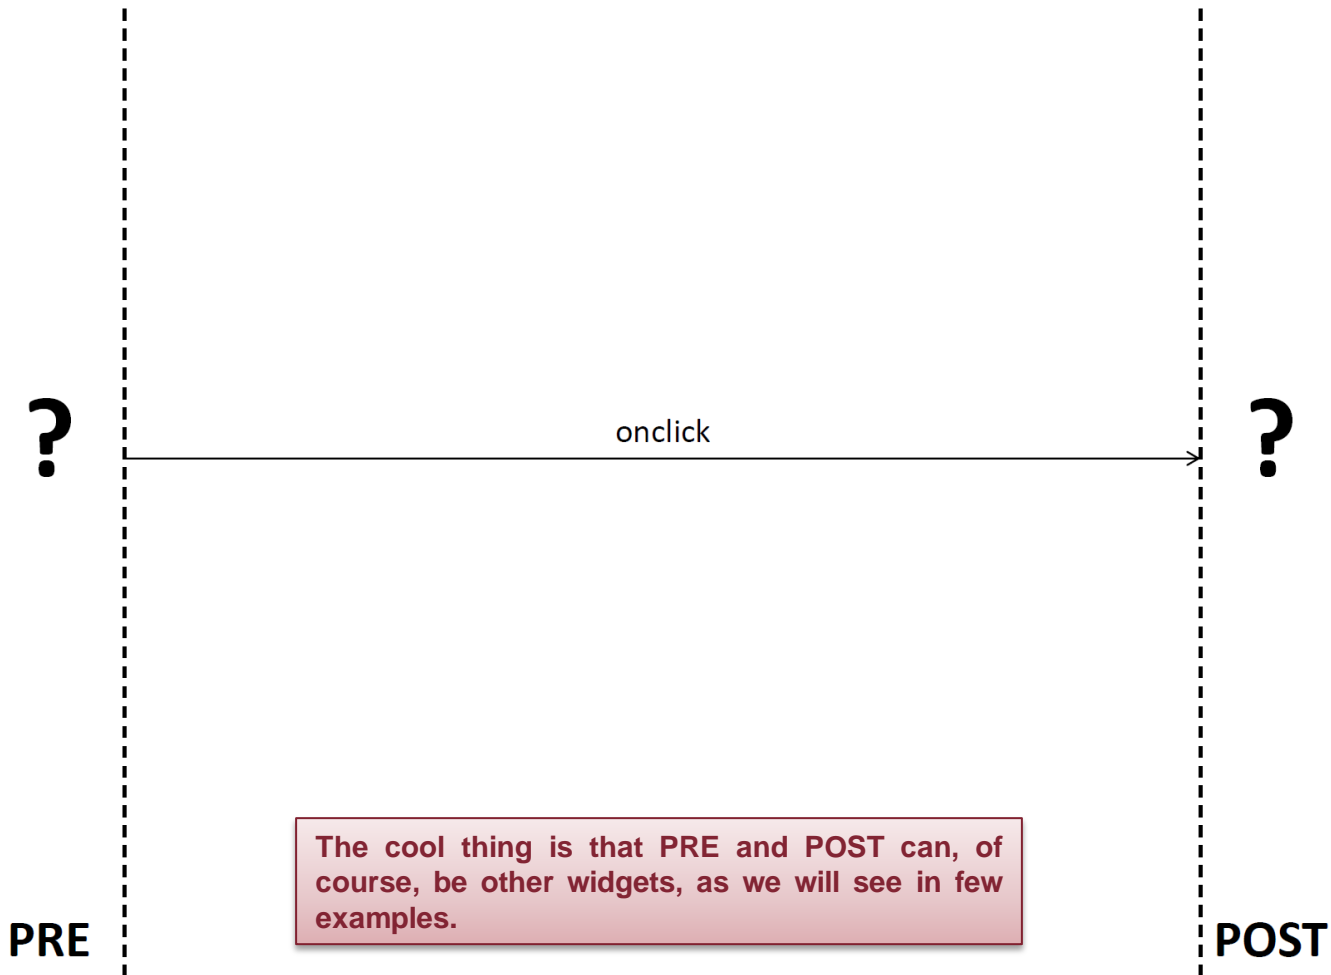 ? onclick ?
The cool thing is that PRE and POST can, of
course, be other widgets, as we will see in few
examples.
PRE POST